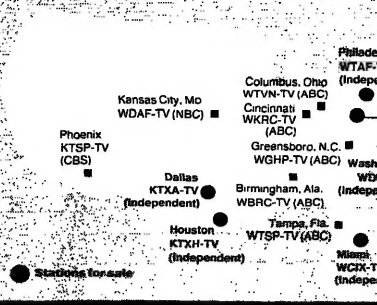 Philade
WTAF-
(Indepe
Columbus, Ohio
WTVN-TV (ABC)
Kansas City, Mo
WDAF-TV (NBC)
Cincinnati
WKRC-TV
(ABC)
Phoenix
KTSP-TV
(CBS)
Greensboro, N.C.
WGHP-TV (ABC)
Wash
WD
(Indepe
Dallas
KTXA-TV
(Independent)
Birmingham, Ala.
WBRC-TV (ABC)
Houston
KTXH-TV
(Independent)
Tampa, Fla.
WTSP-TV (ABC)
Miami
WCIX-T
(Indepe
Stations for sale